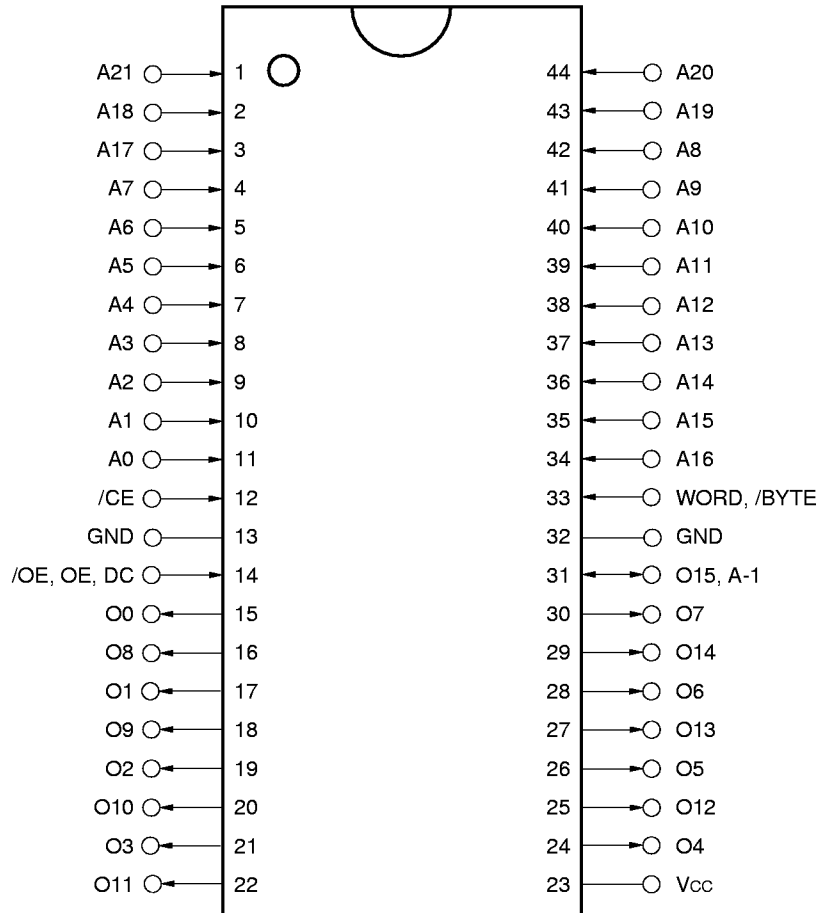 A21 1 44 A20
A18 2 43 A19
A17 3 42 A8
A7 4 41 A9
A6 5 40 A10
A5 6 39 A11
A4 7 38 A12
A3 8 37 A13
A2 9 36 A14
A1 10 35 A15
A0 11 34 A16
/CE 12 33 WORD, /BYTE
GND 13 32 GND
/OE, OE, DC 14 31 O15, A-1
O0 15 30 O7
O8 16 29 O14
O1 17 28 O6
O9 18 27 O13
O2 19 26 O5
O10 20 25 O12
O3 21 24 O4
O11 22 23 Vcc